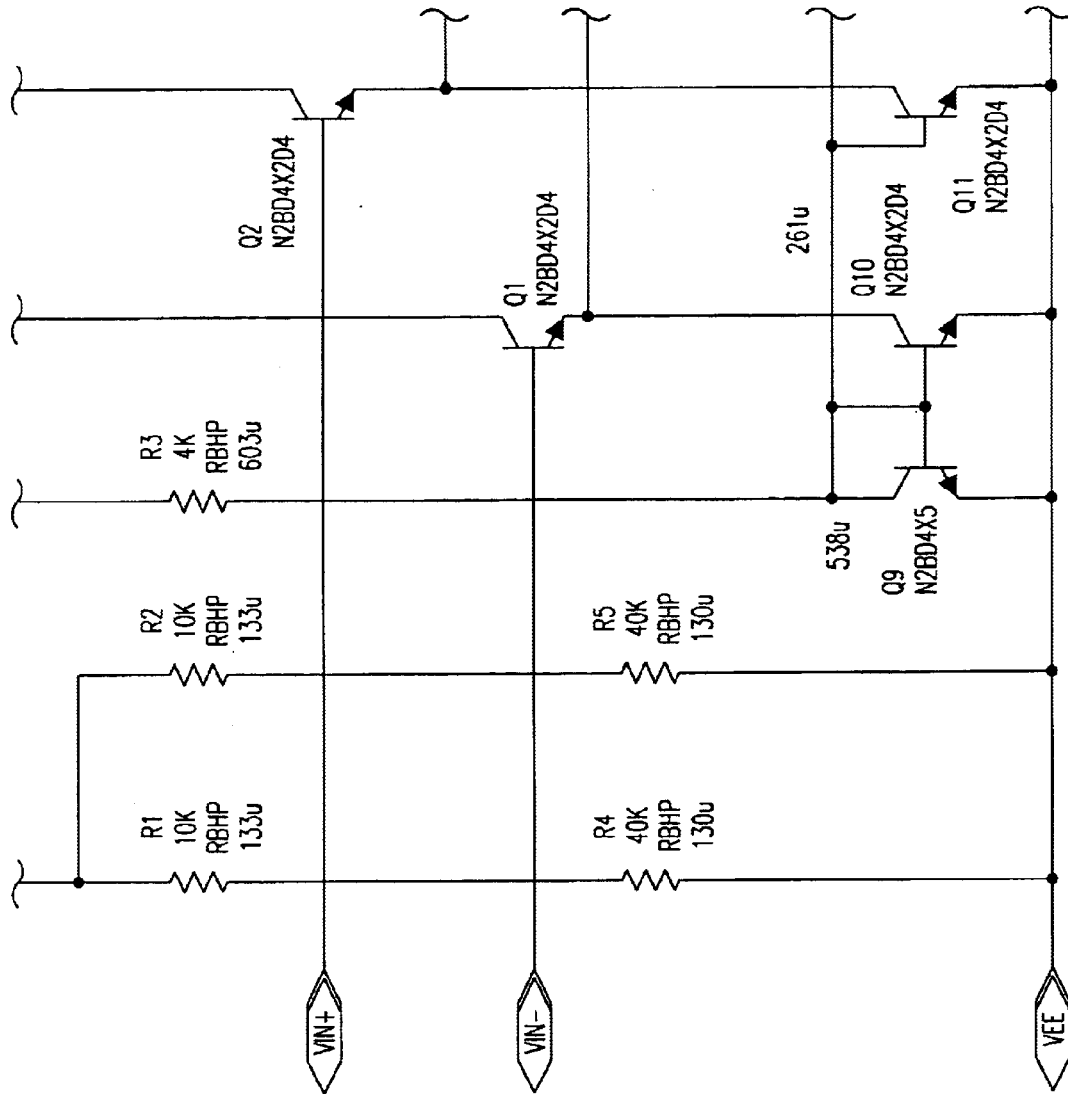 R1
10K
RBHP
133u
R2
10K
RBHP
133u
R3
4K
RBHP
603u
Q2
N2BD4X2D4
Q1
N2BD4X2D4
R4
40K
RBHP
130u
R5
40K
RBHP
130u
538u
261u
Q9
N2BD4X5
Q10
N2BD4X2D4
Q11
N2BD4X2D4
VIN+
VIN-
VEE